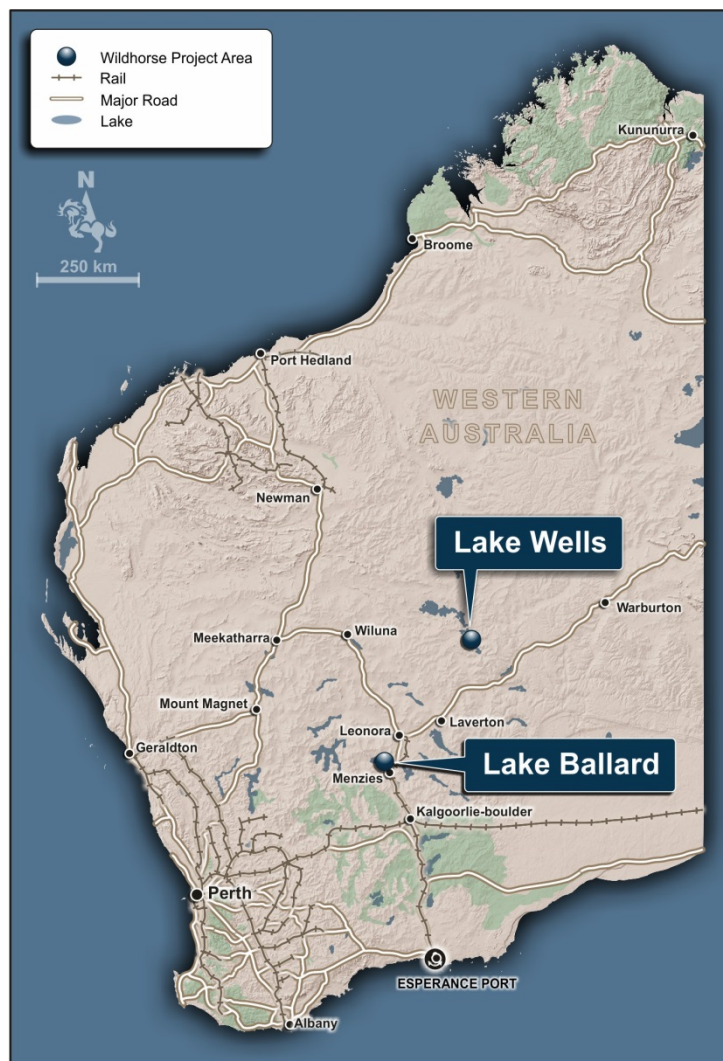 Wildhorse Project Area
Rail
Major Road
Lake
N
250 km
Kununurra
Broome
Port Hedland
WESTERN
AUSTRALIA
Newman
Lake Wells
Warburton
Meekatharra
Wiluna
Mount Magnet
Laverton
Leonora
Geraldton
Lake Ballard
Menzies
Kalgoorlie-boulder
Perth
ESPERANCE PORT
Albany